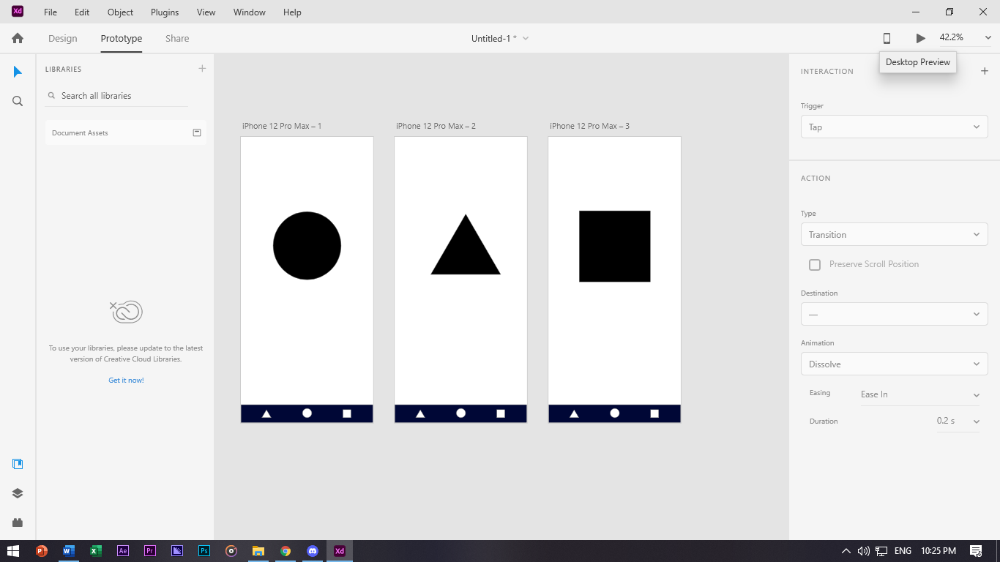 Xd File Edit Object Plugins View Window Help
Design Prototype Share Untitled-1 * 42.2%
Desktop Preview
LIBRARIES
Search all libraries
Document Assets
To use your libraries, please update to the latest
version of Creative Cloud Libraries.
Get it now!
iPhone 12 Pro Max – 1 iPhone 12 Pro Max – 2 iPhone 12 Pro Max – 3
INTERACTION
Trigger
Tap
ACTION
Type
Transition
Preserve Scroll Position
Destination
—
Animation
Dissolve
Easing Ease In
Duration 0.2 s
P W X Ae Pr Ps Xd ENG 10:25 PM